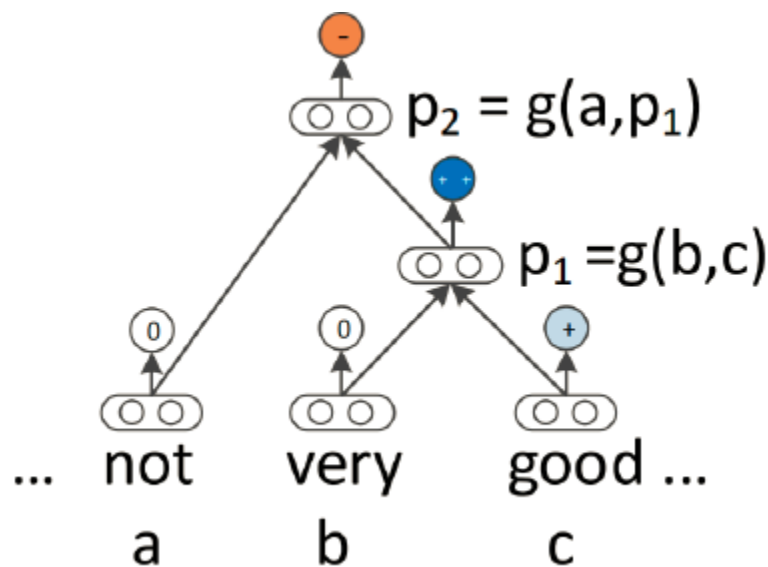 -
p₂ = g(a,p₁)
+ +
p₁ =g(b,c)
0 0 +
... not very good ...
a b c